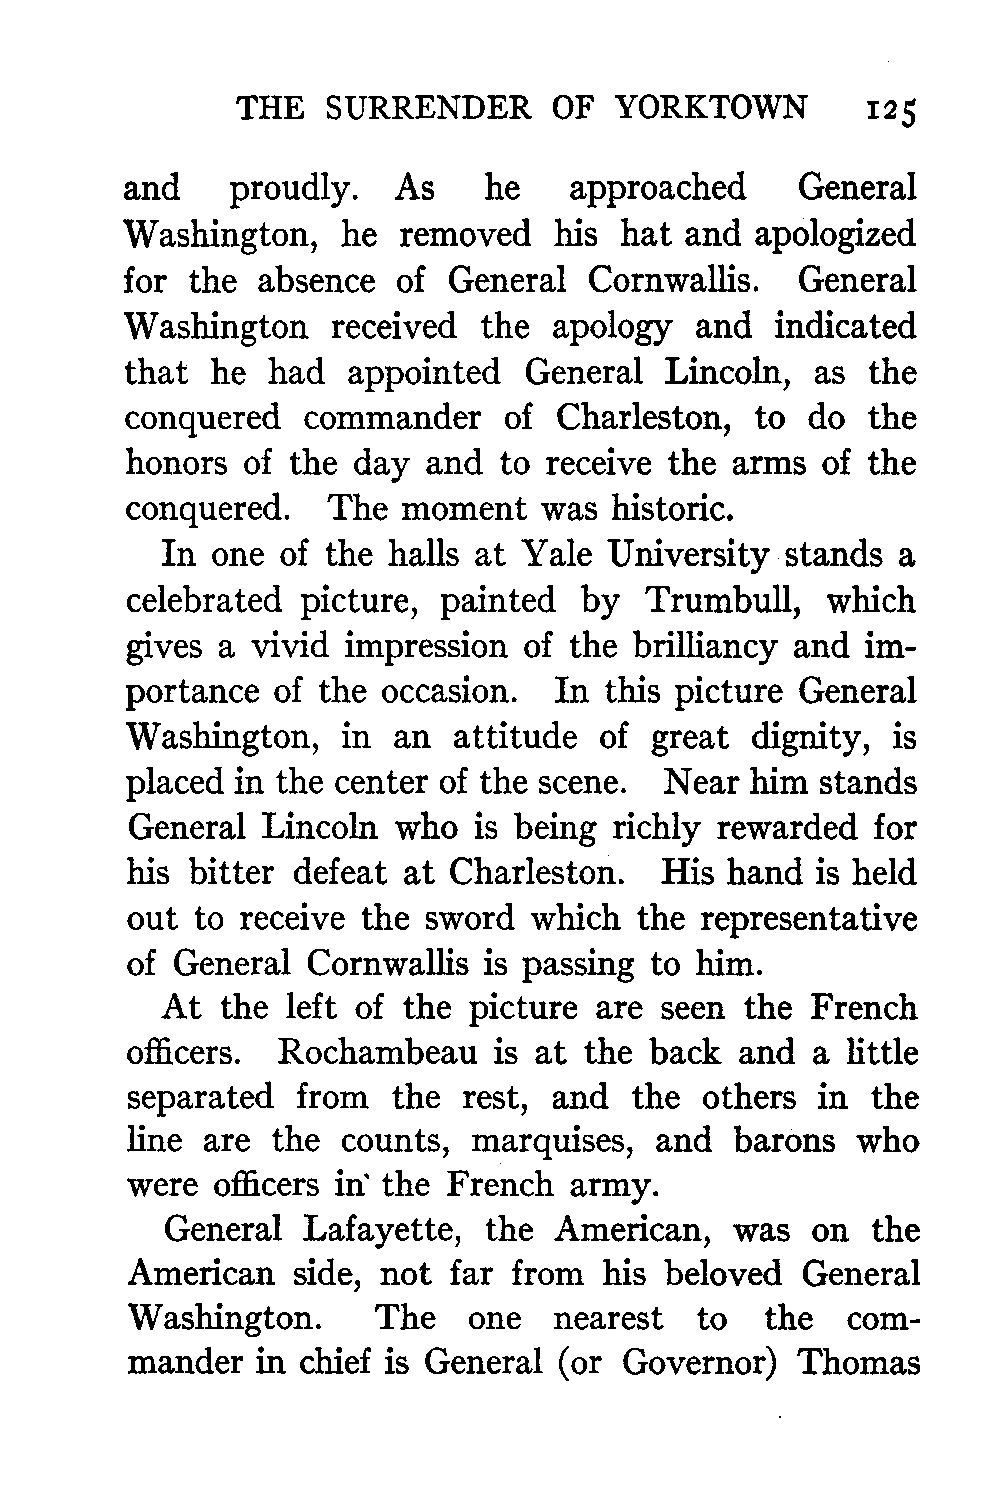 THE SURRENDER OF YORKTOWN 125
and proudly. As he approached General
Washington, he removed his hat and apologized
for the absence of General Cornwallis. General
Washington received the apology and indicated
that he had appointed General Lincoln, as the
conquered commander of Charleston, to do the
honors of the day and to receive the arms of the
conquered. The moment was historic.
In one of the halls at Yale University stands a
celebrated picture, painted by Trumbull, which
gives a vivid impression of the brilliancy and im-
portance of the occasion. In this picture General
Washington, in an attitude of great dignity, is
placed in the center of the scene. Near him stands
General Lincoln who is being richly rewarded for
his bitter defeat at Charleston. His hand is held
out to receive the sword which the representative
of General Cornwallis is passing to him.
At the left of the picture are seen the French
officers. Rochambeau is at the back and a little
separated from the rest, and the others in the
line are the counts, marquises, and barons who
were officers in the French army.
General Lafayette, the American, was on the
American side, not far from his beloved General
Washington. The one nearest to the com-
mander in chief is General (or Governor) Thomas